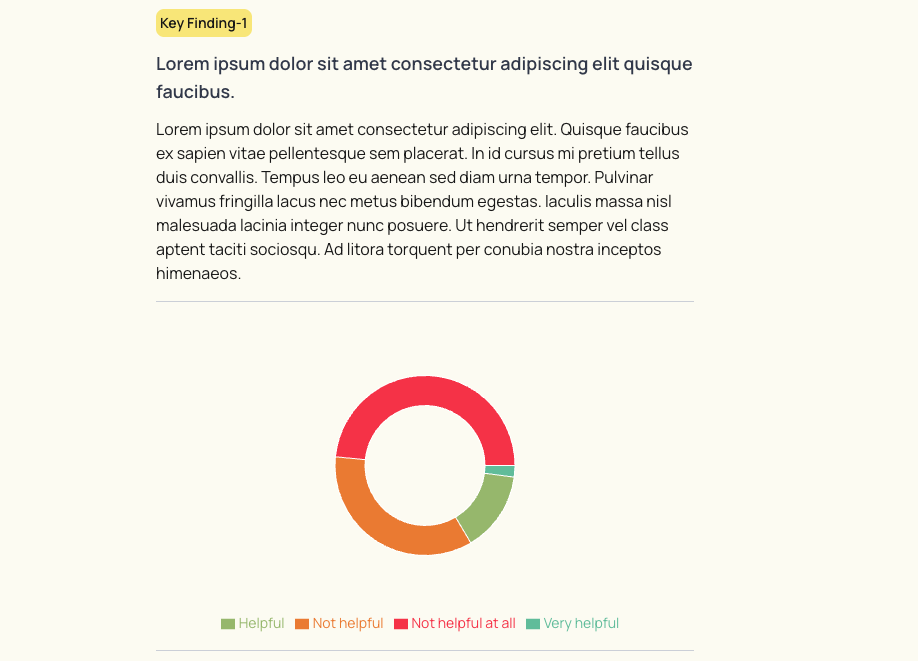 Key Finding-1
Lorem ipsum dolor sit amet consectetur adipiscing elit quisque
faucibus.
Lorem ipsum dolor sit amet consectetur adipiscing elit. Quisque faucibus
ex sapien vitae pellentesque sem placerat. In id cursus mi pretium tellus
duis convallis. Tempus leo eu aenean sed diam urna tempor. Pulvinar
vivamus fringilla lacus nec metus bibendum egestas. Iaculis massa nisl
malesuada lacinia integer nunc posuere. Ut hendrerit semper vel class
aptent taciti sociosqu. Ad litora torquent per conubia nostra inceptos
himenaeos.
Helpful Not helpful Not helpful at all Very helpful